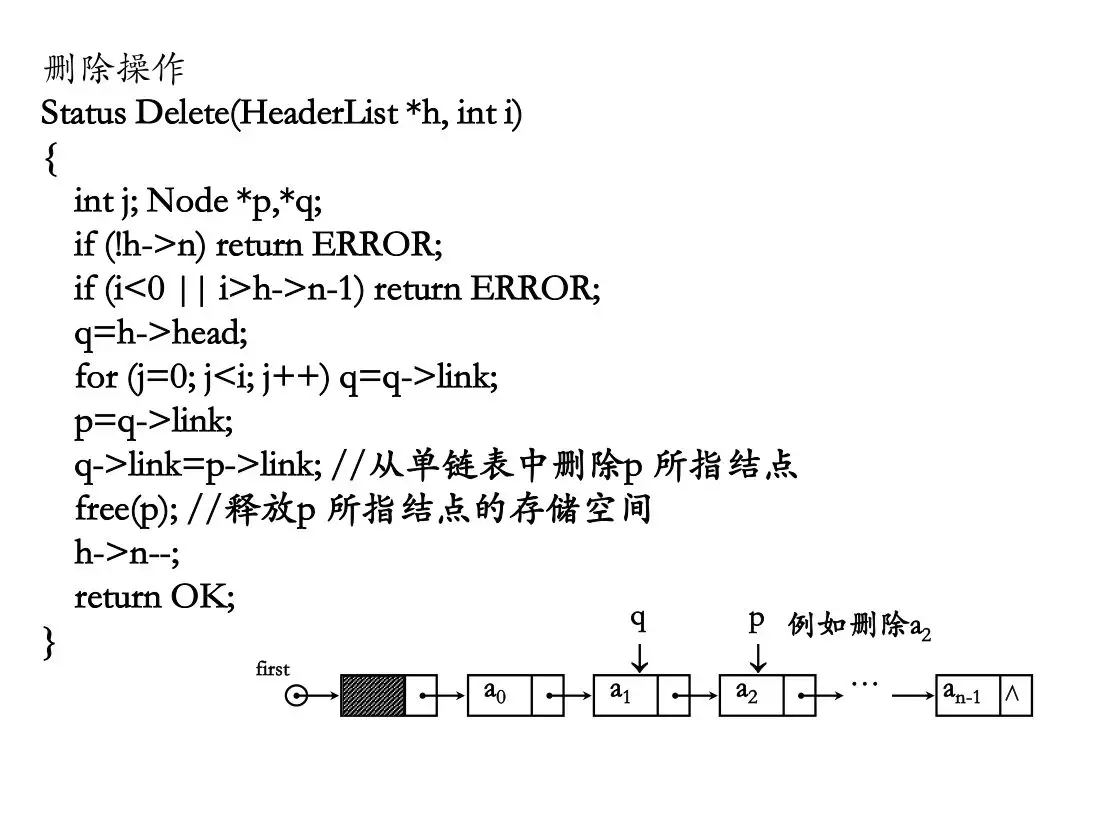 删除操作
Status Delete(HeaderList *h, int i)
{
int j; Node *p,*q;
if (!h->n) return ERROR;
if (i<0 || i>h->n-1) return ERROR;
q=h->head;
for (j=0; j<i; j++) q=q->link;
p=q->link;
q->link=p->link; //从单链表中删除p 所指结点
free(p); //释放p 所指结点的存储空间
h->n--;
return OK;
}
q p 例如删除a2
first
a0 a1 a2 … an-1 ∧